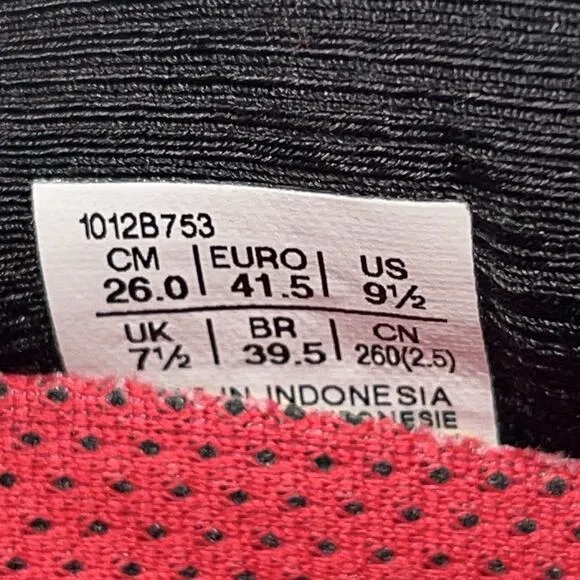 1012B753
CM | EURO | US
26.0 | 41.5 | 9½
UK | BR | CN
7½ | 39.5 | 260(2.5)
IN INDONESIA